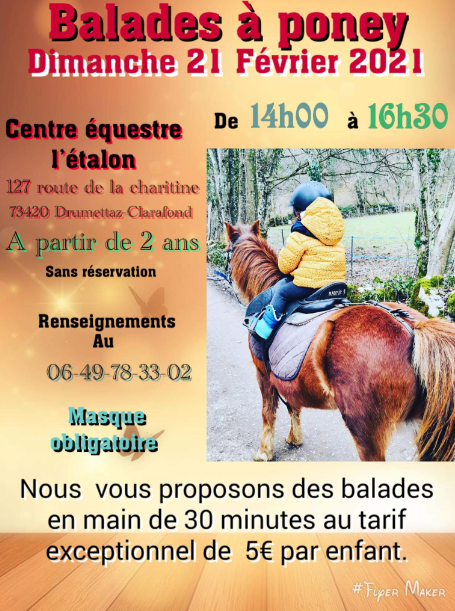 Balades à poney
Dimanche 21 Février 2021
De 14h00 à 16h30
Centre équestre
l'étalon
127 route de la charitine
73420 Drumettaz-Clarafond
A partir de 2 ans
Sans réservation
Renseignements
Au
06-49-78-33-02
Masque
obligatoire
Nous vous proposons des balades
en main de 30 minutes au tarif
exceptionnel de 5€ par enfant.
#Flyer Maker